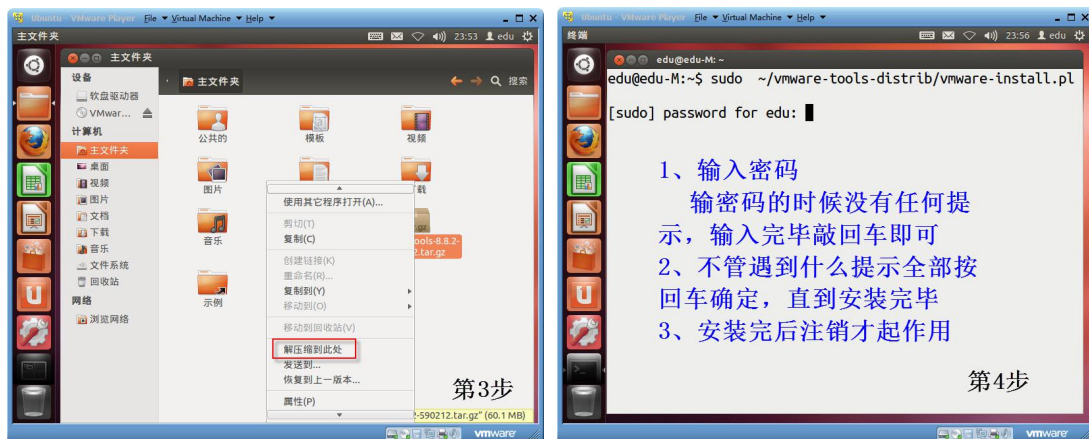 Ubuntu - VMware Player File ▼ Virtual Machine ▼ Help ▼
主文件夹
23:53 edu
主文件夹
设备
软盘驱动器
VMwar...
计算机
主文件夹
桌面
视频
图片
文档
下载
音乐
文件系统
回收站
网络
浏览网络
主文件夹
搜索
公共的
模板
视频
图片
下载
音乐
ools-8.8.2-
2.tar.gz
示例
使用其它程序打开(A)...
剪切(T)
复制(C)
创建链接(K)
重命名(R)...
复制到(Y)
移动到(O)
移动到回收站(V)
解压缩到此处
发送到...
恢复到上一版本...
属性(P)
第3步
2-590212.tar.gz" (60.1 MB)
vmware
Ubuntu - VMware Player File ▼ Virtual Machine ▼ Help ▼
终端
23:56 edu
edu@edu-M: ~
edu@edu-M:~$ sudo ~/vmware-tools-distrib/vmware-install.pl
[sudo] password for edu:
1、输入密码
输密码的时候没有任何提
示，输入完毕敲回车即可
2、不管遇到什么提示全部按
回车确定，直到安装完毕
3、安装完后注销才起作用
第4步
vmware